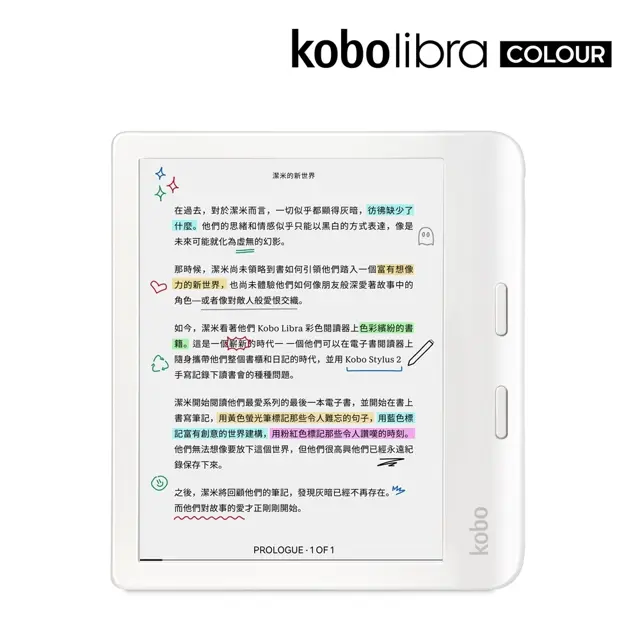 kobo libra COLOUR
潔米的新世界
在過去，對於潔米而言，一切似乎都顯得灰暗，彷彿缺少了
什麼。他們的思緒和情感似乎只能以黑白的方式表達，像是
未來可能就化為虛無的幻影。
那時候，潔米尚未領略到書如何引領他們踏入一個富有想像
力的新世界，也尚未體驗他們如何像朋友般深愛著故事中的
角色—或者像對敵人般愛恨交織。
如今，潔米看著他們 Kobo Libra 彩色閱讀器上色彩繽紛的書
籍。這是一個嶄新的時代— 一個他們可以在電子書閱讀器上
隨身攜帶他們整個書櫃和日記的時代，並用 Kobo Stylus 2
手寫記錄下讀書會的種種問題。
潔米開始閱讀他們最愛系列的最後一本電子書，並開始在書上
書寫筆記，用黃色螢光筆標記那些令人難忘的句子，用藍色標
記富有創意的世界建構，用粉紅色標記那些令人讚嘆的時刻。
他們無法想像要放下這個世界，但他們很高興他們已經永遠紀
錄保存下來。
之後，潔米將回顧他們的筆記，發現灰暗已經不再存在。
而他們對故事的愛才正剛剛開始。
PROLOGUE · 1 OF 1
kobo